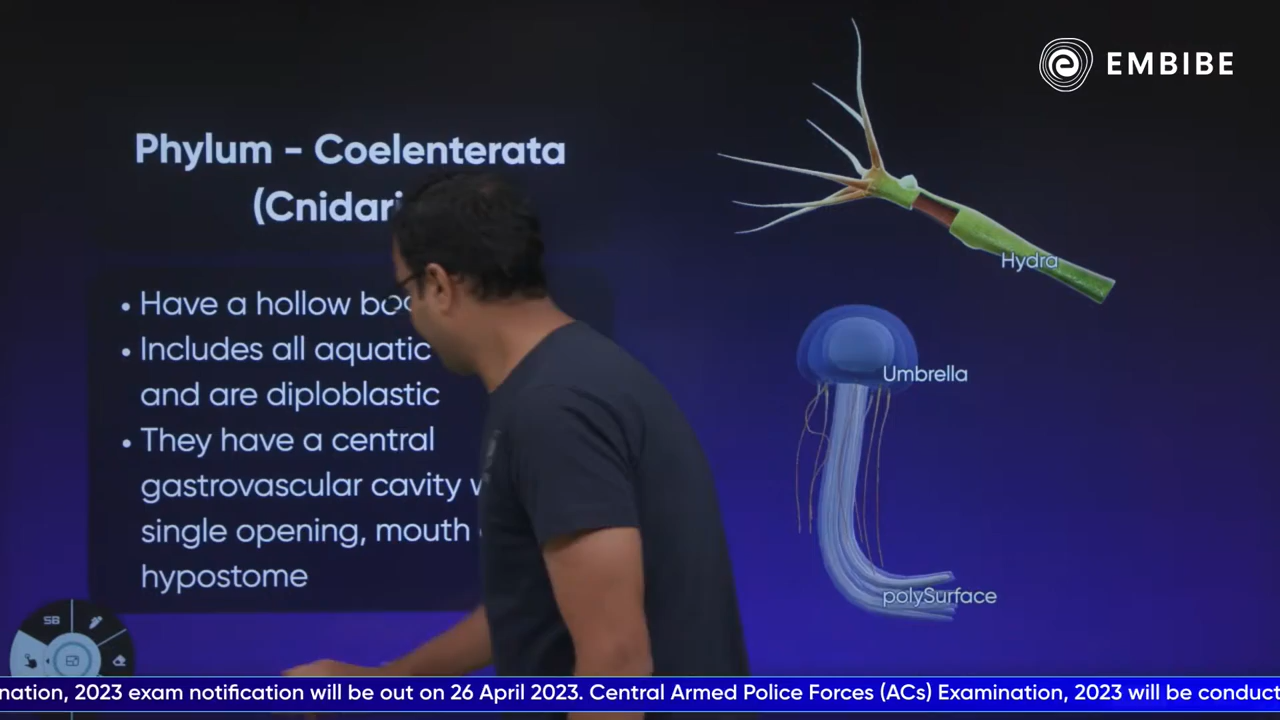 EMBIBE
Phylum - Coelenterata
(Cnidari
• Have a hollow
• Includes all aquatic
and are diploblastic
• They have a central
gastrovascular cavity
single opening, mouth
hypostome
Hydra
Umbrella
polySurface
SB
nation, 2023 exam notification will be out on 26 April 2023. Central Armed Police Forces (ACs) Examination, 2023 will be conduct